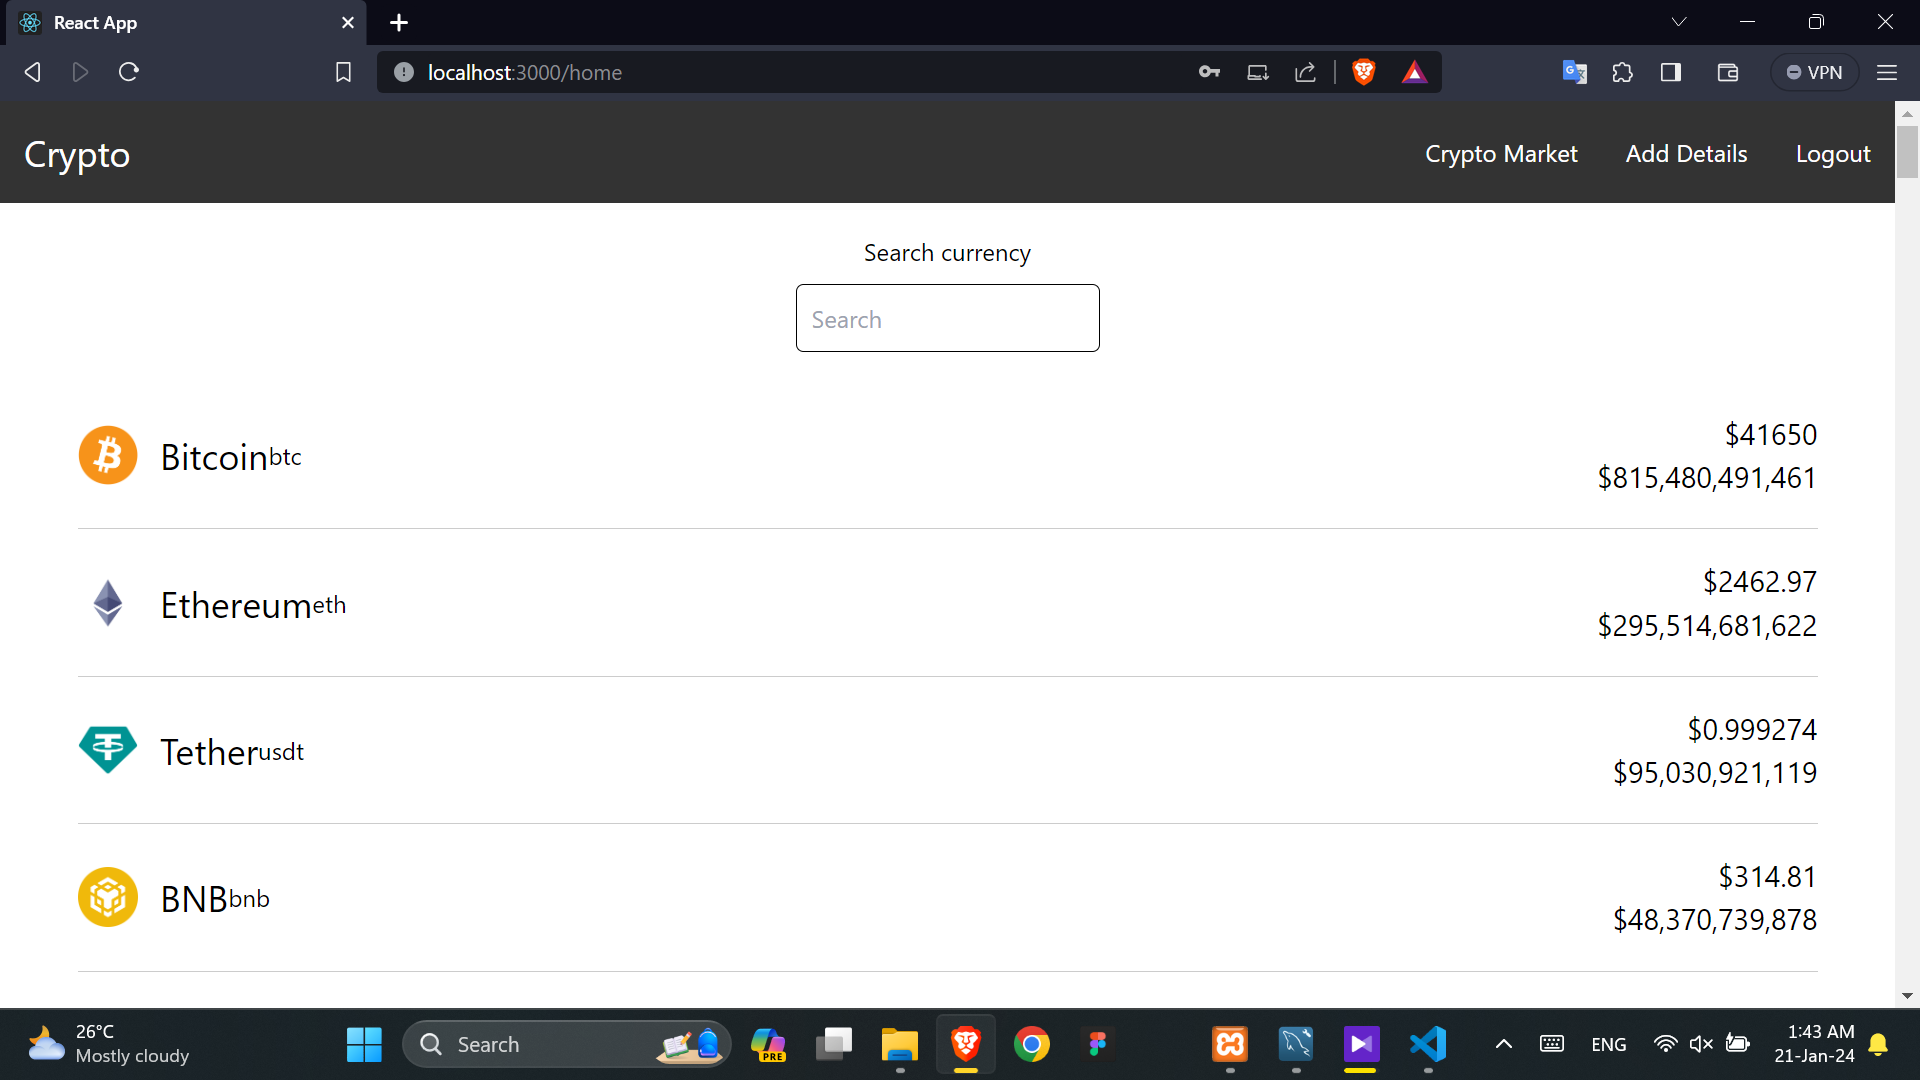 React App
localhost:3000/home
VPN
Crypto
Crypto Market
Add Details
Logout
Search currency
Search
Bitcoinbtc
$41650
$815,480,491,461
Ethereumeth
$2462.97
$295,514,681,622
Tetherusdt
$0.999274
$95,030,921,119
BNBbnb
$314.81
$48,370,739,878
26°C
Mostly cloudy
Search
PRE
ENG
1:43 AM
21-Jan-24